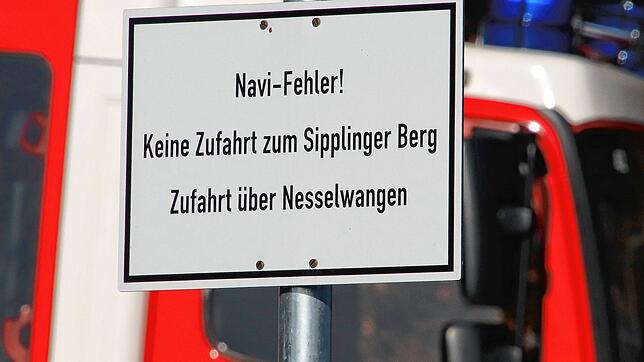 Navi-Fehler!
Keine Zufahrt zum Sipplinger Berg
Zufahrt über Nesselwangen